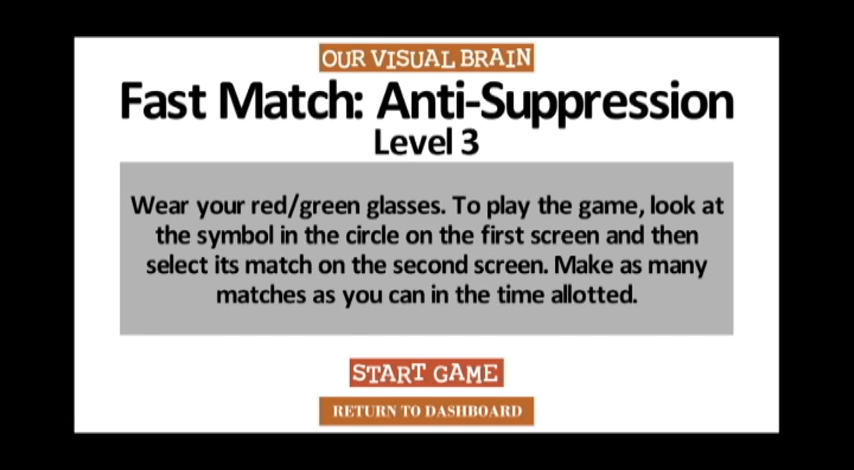 OUR VISUAL BRAIN
Fast Match: Anti-Suppression
Level 3
Wear your red/green glasses. To play the game, look at
the symbol in the circle on the first screen and then
select its match on the second screen. Make as many
matches as you can in the time allotted.
START GAME
RETURN TO DASHBOARD